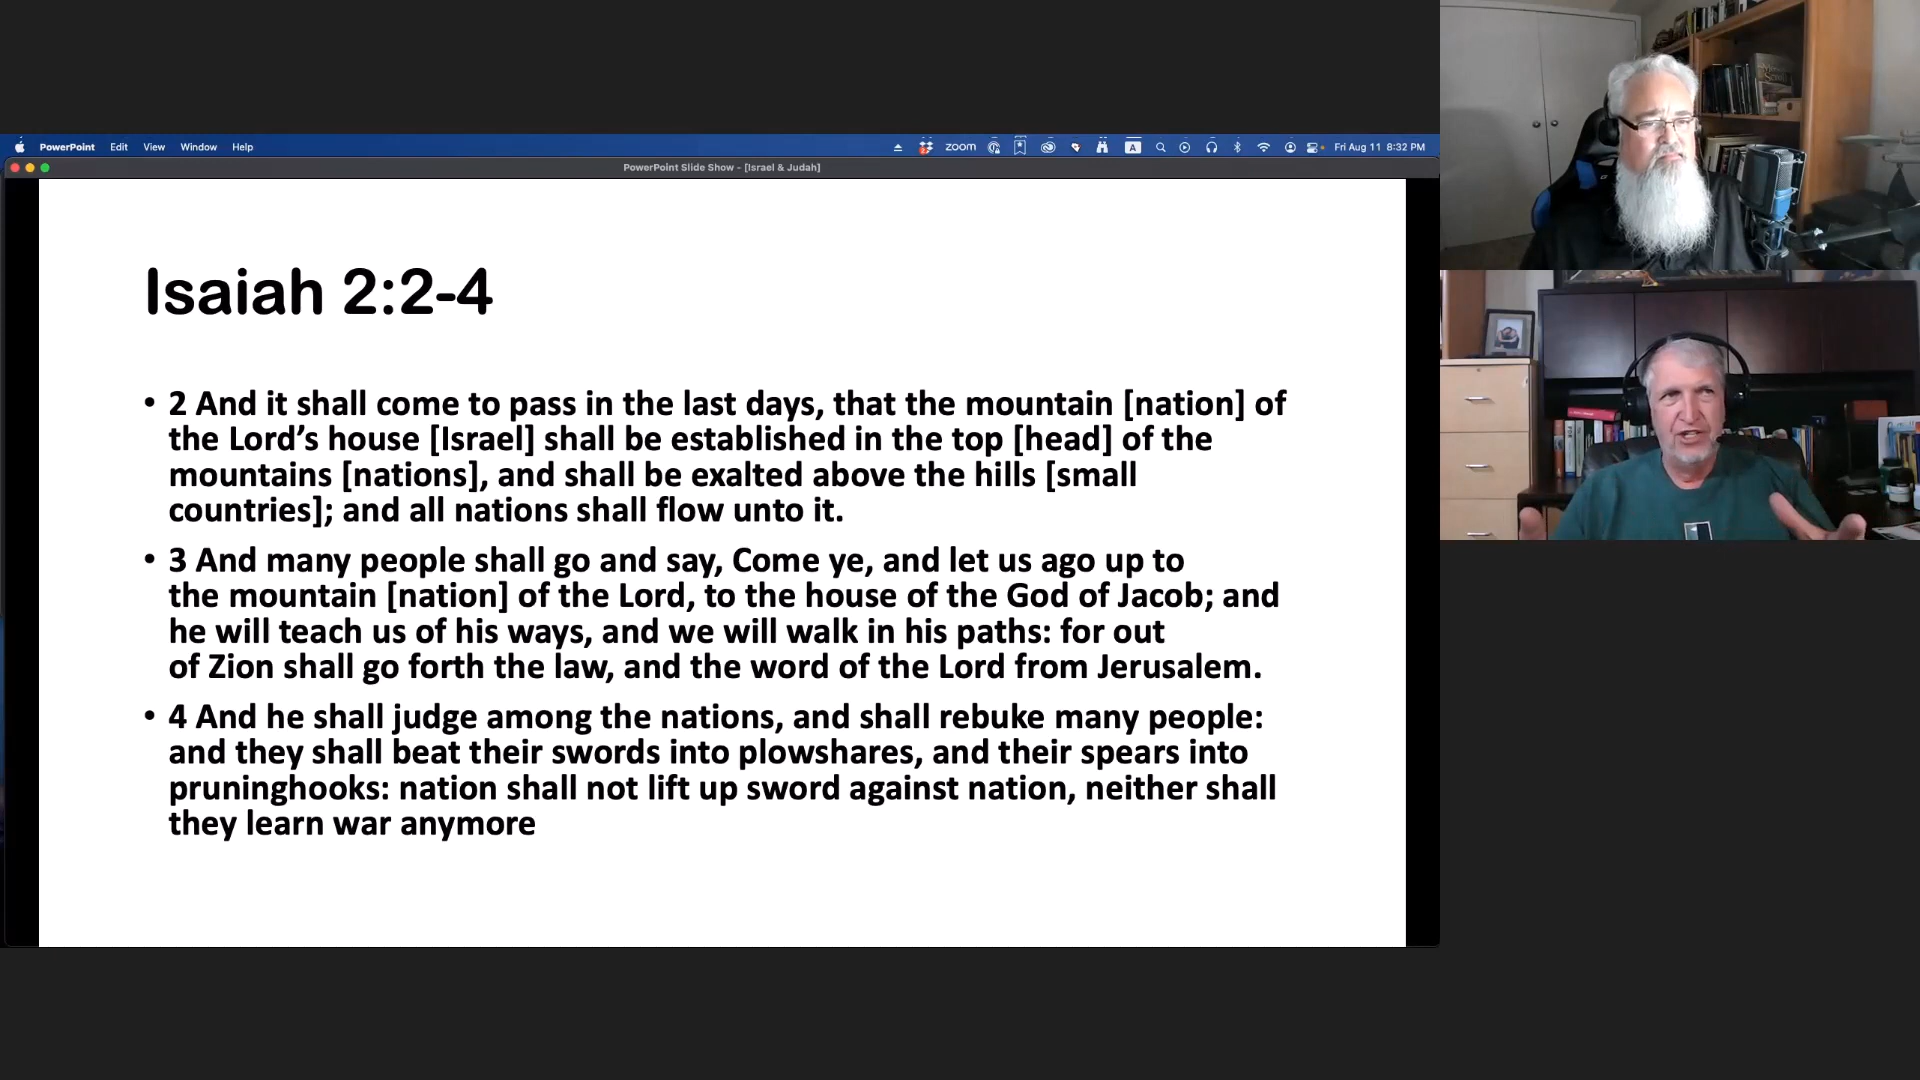 PowerPoint Edit View Window Help zoom A Fri Aug 11 8:32 PM
PowerPoint Slide Show - [Israel & Judah]
Isaiah 2:2-4
• 2 And it shall come to pass in the last days, that the mountain [nation] of
the Lord’s house [Israel] shall be established in the top [head] of the
mountains [nations], and shall be exalted above the hills [small
countries]; and all nations shall flow unto it.
• 3 And many people shall go and say, Come ye, and let us ago up to
the mountain [nation] of the Lord, to the house of the God of Jacob; and
he will teach us of his ways, and we will walk in his paths: for out
of Zion shall go forth the law, and the word of the Lord from Jerusalem.
• 4 And he shall judge among the nations, and shall rebuke many people:
and they shall beat their swords into plowshares, and their spears into
pruninghooks: nation shall not lift up sword against nation, neither shall
they learn war anymore